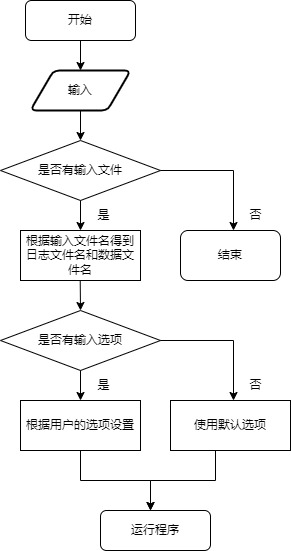 开始
输入
是否有输入文件
是
否
根据输入文件名得到
日志文件名和数据文
件名
结束
是否有输入选项
是
否
根据用户的选项设置
使用默认选项
运行程序